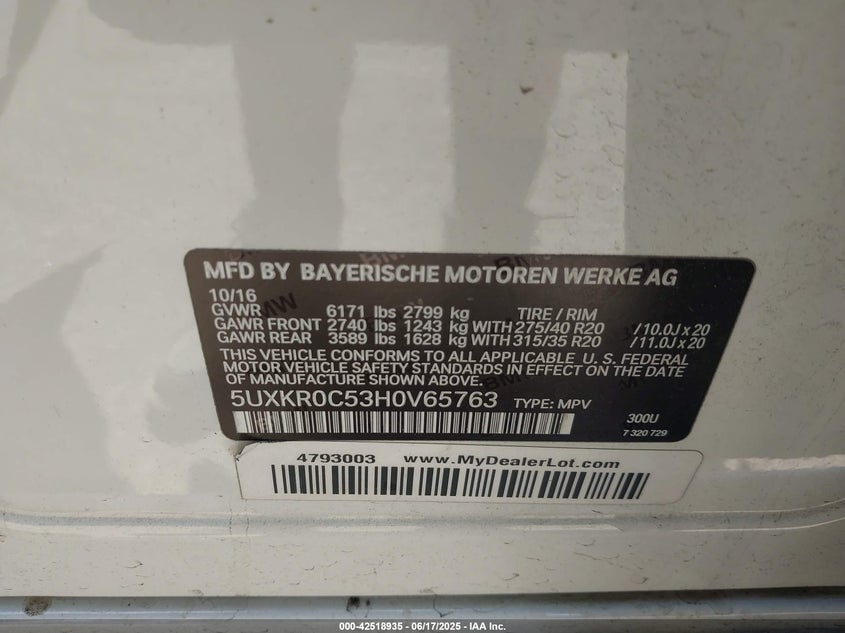 MFD BY BAYERISCHE MOTOREN WERKE AG
10/16
GVWR 6171 lbs 2799 kg TIRE / RIM
GAWR FRONT 2740 lbs 1243 kg WITH 275/40 R20 /10.0J x 20
GAWR REAR 3589 lbs 1628 kg WITH 315/35 R20 /11.0J x 20
THIS VEHICLE CONFORMS TO ALL APPLICABLE U. S. FEDERAL
MOTOR VEHICLE SAFETY STANDARDS IN EFFECT ON THE DATE
OF MANUFACTURE SHOWN ABOVE.
5UXKR0C53H0V65763 TYPE: MPV
300U
7 320 729
4793003 www.MyDealerLot.com
000-42518935 - 06/17/2025 - IAA Inc.